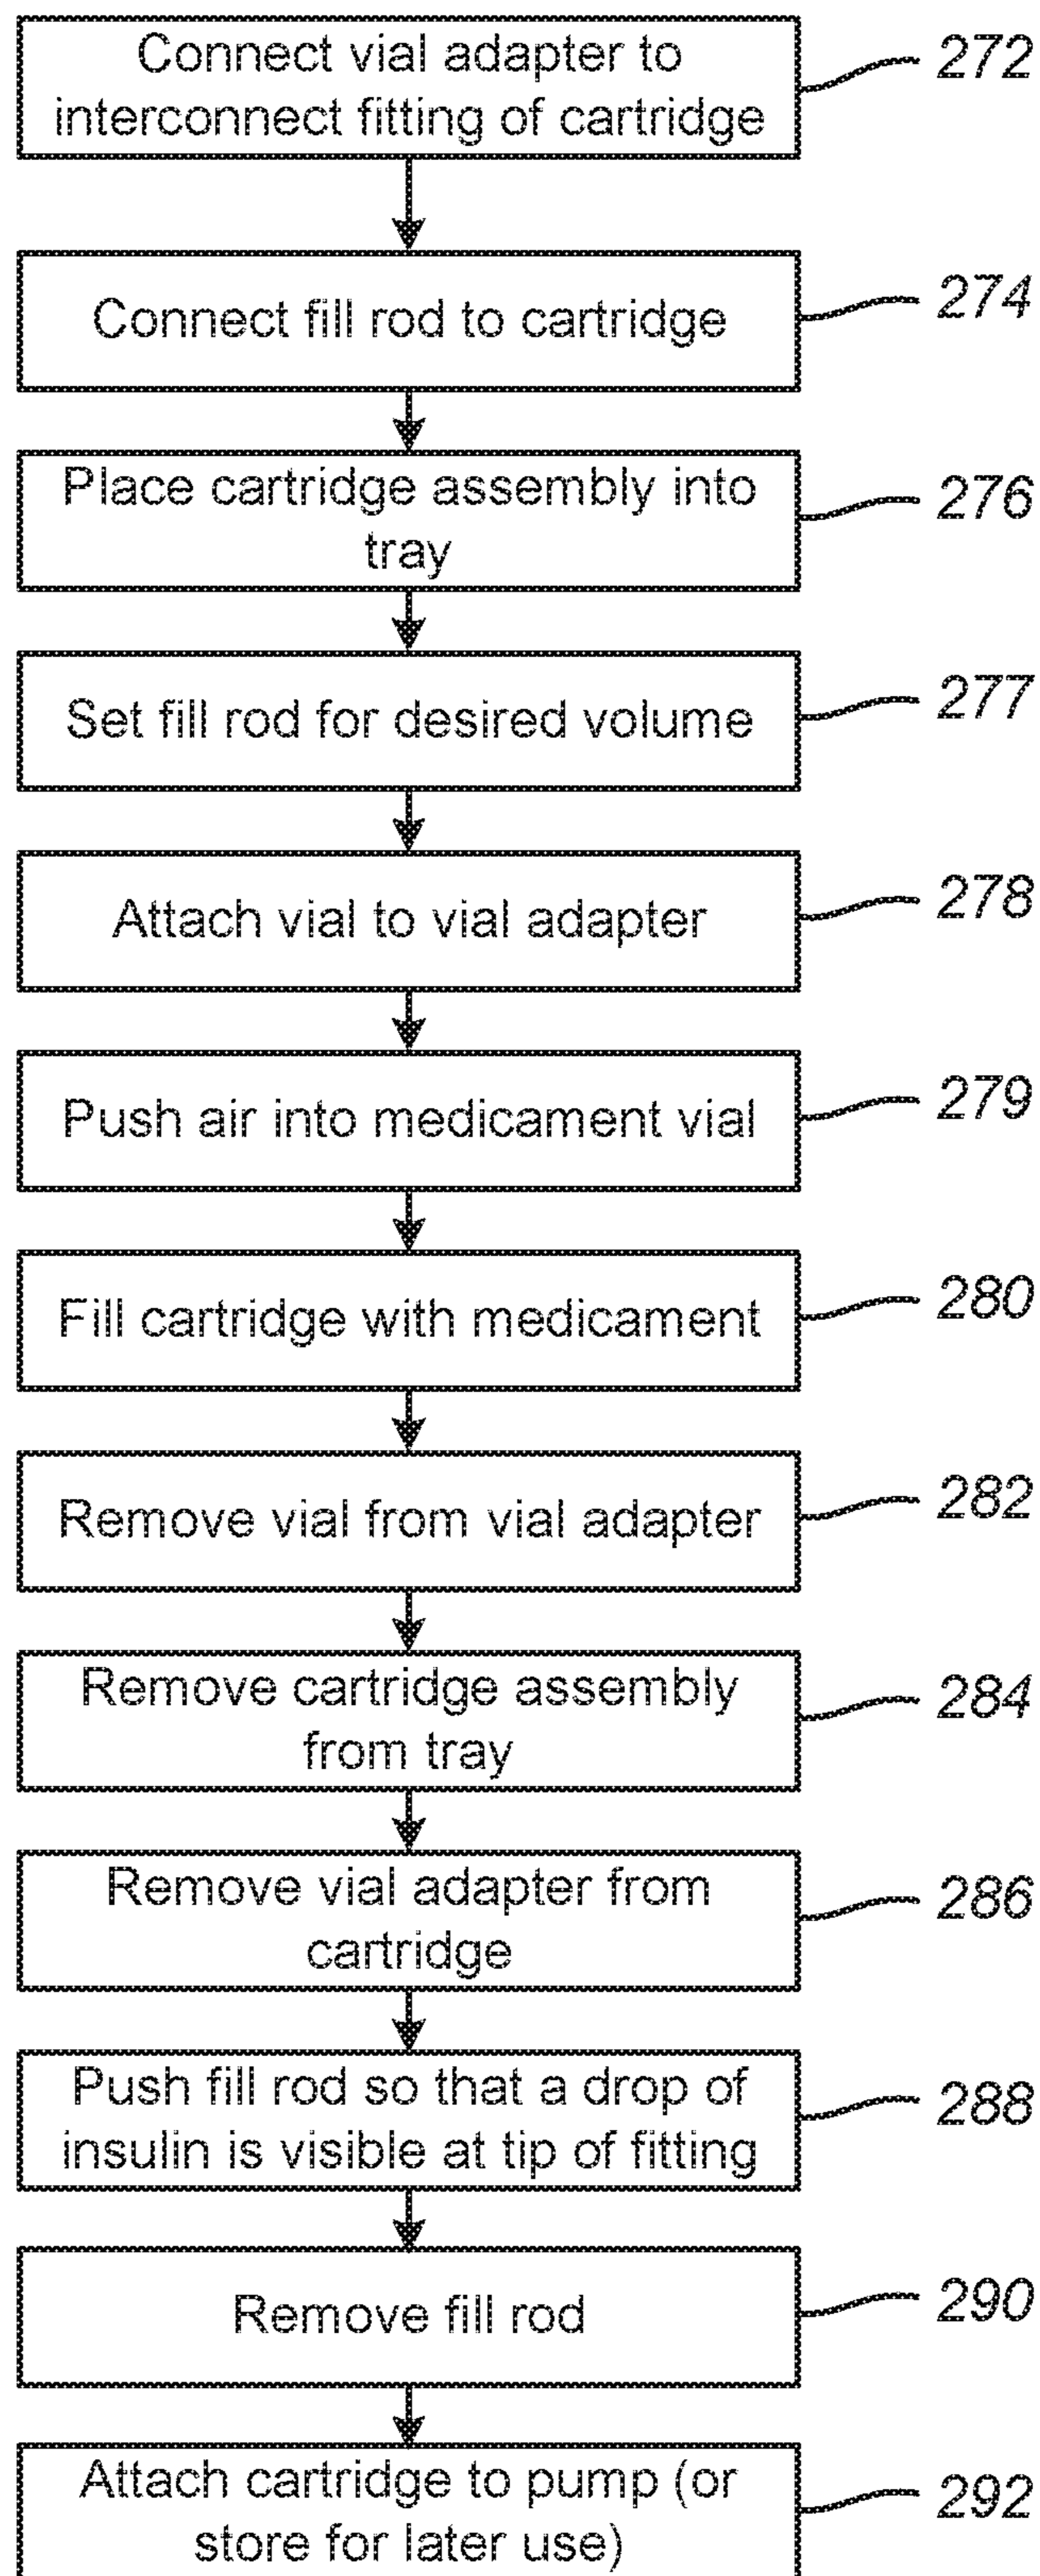 Connect vial adapter to
interconnect fitting of cartridge
272
Connect fill rod to cartridge
274
Place cartridge assembly into
tray
276
Set fill rod for desired volume
277
Attach vial to vial adapter
278
Push air into medicament vial
279
Fill cartridge with medicament
280
Remove vial from vial adapter
282
Remove cartridge assembly
from tray
284
Remove vial adapter from
cartridge
286
Push fill rod so that a drop of
insulin is visible at tip of fitting
288
Remove fill rod
290
Attach cartridge to pump (or
store for later use)
292